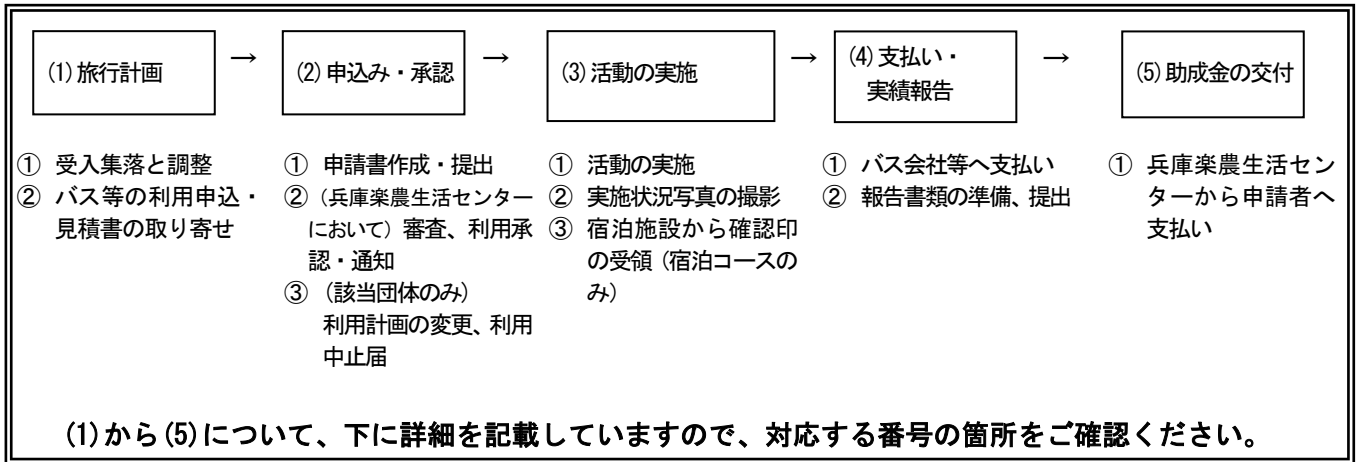 (1) 旅行計画
→
(2) 申込み・承認
→
(3) 活動の実施
→
(4) 支払い・
実績報告
→
(5) 助成金の交付
① 受入集落と調整
② バス等の利用申込・
見積書の取り寄せ
① 申請書作成・提出
② (兵庫楽農生活センター
において) 審査、利用承
認・通知
③ (該当団体のみ)
利用計画の変更、利用
中止届
① 活動の実施
② 実施状況写真の撮影
③ 宿泊施設から確認印
の受領 (宿泊コースの
み)
① バス会社等へ支払い
② 報告書類の準備、提出
① 兵庫楽農生活セン
ターから申請者へ
支払い
(1)から(5)について、下に詳細を記載していますので、対応する番号の箇所をご確認ください。